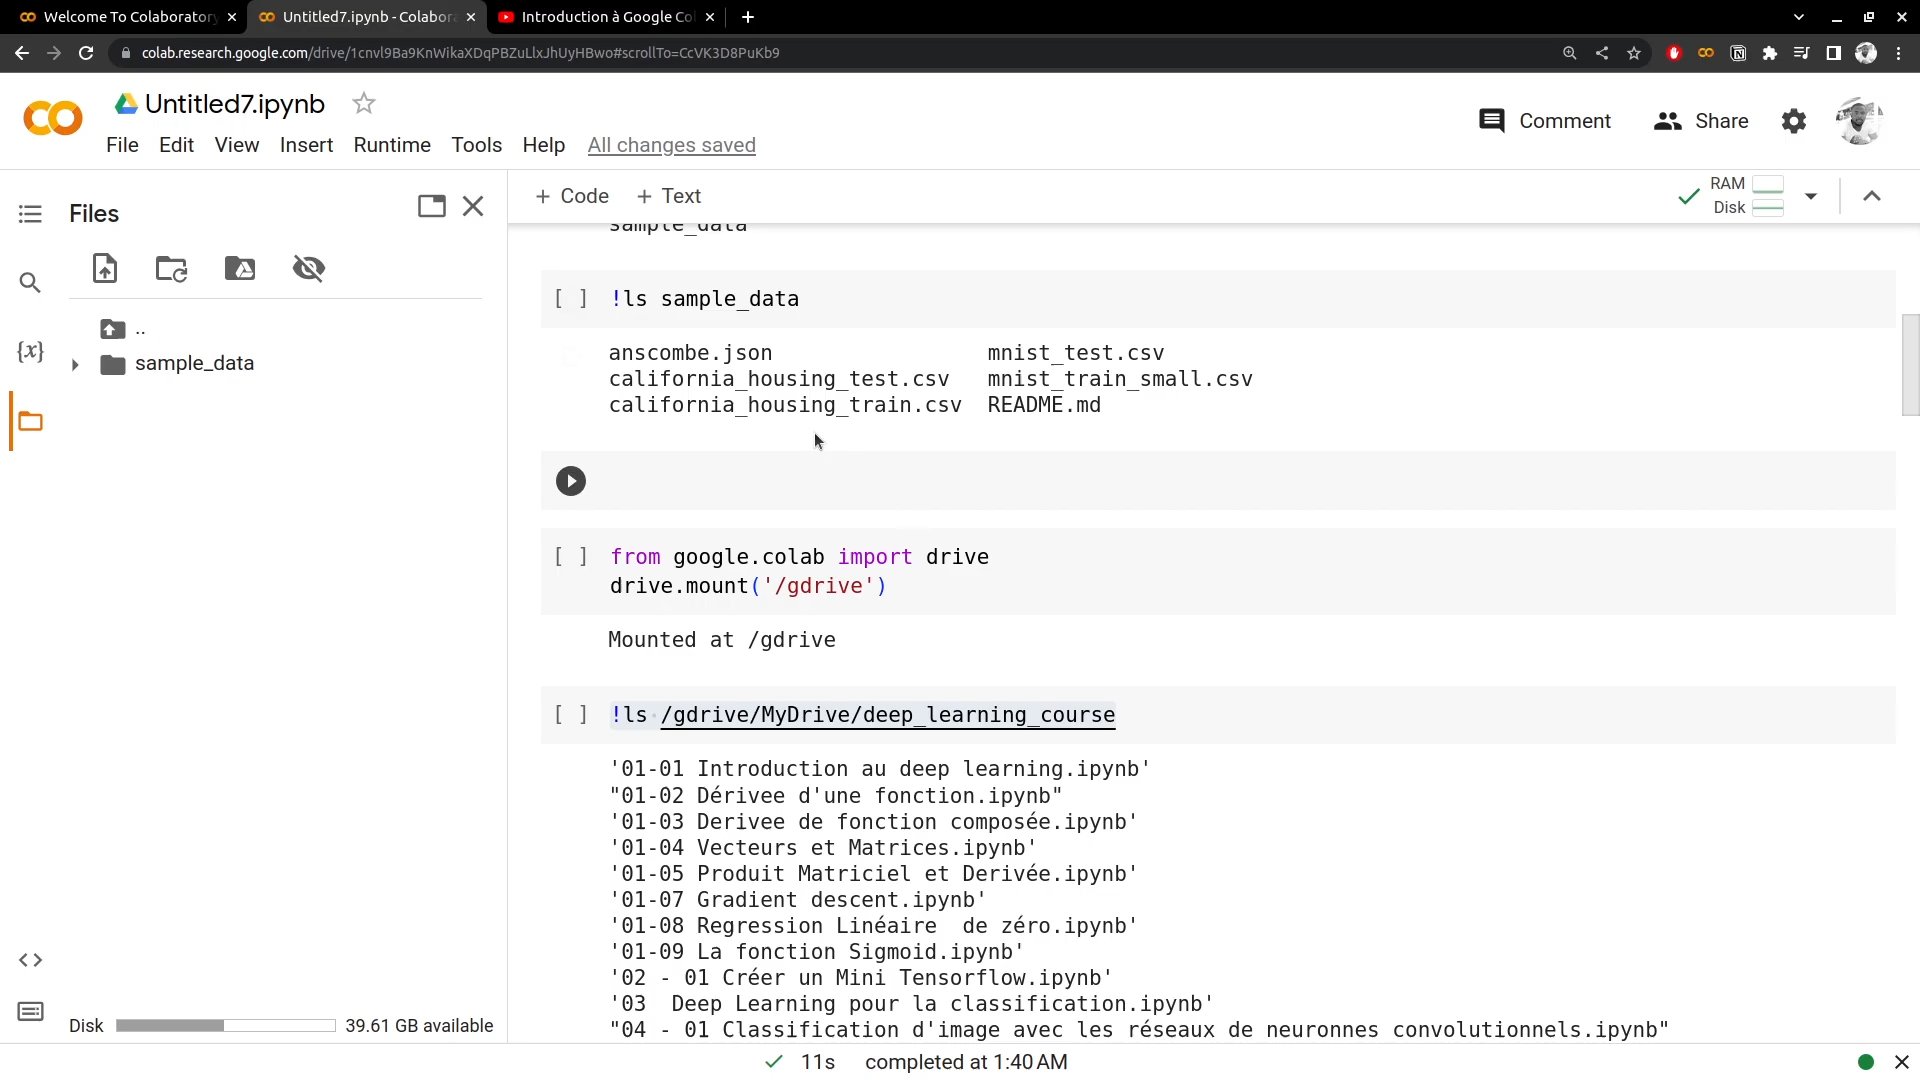 Welcome To Colaboratory
Untitled7.ipynb - Colabora
Introduction à Google Co
colab.research.google.com/drive/1cnvl9Ba9KnWikaXDqPBZuLlxJhUyHBwo#scrollTo=CcVK3D8PuKb9
Untitled7.ipynb
File Edit View Insert Runtime Tools Help All changes saved
Comment
Share
Files
+ Code + Text
RAM
Disk
..
sample_data
{x}
sample_data
[ ] !ls sample_data
anscombe.json mnist_test.csv
california_housing_test.csv mnist_train_small.csv
california_housing_train.csv README.md
[ ] from google.colab import drive
drive.mount('/gdrive')
Mounted at /gdrive
[ ] !ls /gdrive/MyDrive/deep_learning_course
'01-01 Introduction au deep learning.ipynb'
"01-02 Dérivee d'une fonction.ipynb"
'01-03 Derivee de fonction composée.ipynb'
'01-04 Vecteurs et Matrices.ipynb'
'01-05 Produit Matriciel et Derivée.ipynb'
'01-07 Gradient descent.ipynb'
'01-08 Regression Linéaire  de zéro.ipynb'
'01-09 La fonction Sigmoid.ipynb'
'02 - 01 Créer un Mini Tensorflow.ipynb'
'03  Deep Learning pour la classification.ipynb'
"04 - 01 Classification d'image avec les réseaux de neuronnes convolutionnels.ipynb"
Disk 39.61 GB available
11s completed at 1:40 AM